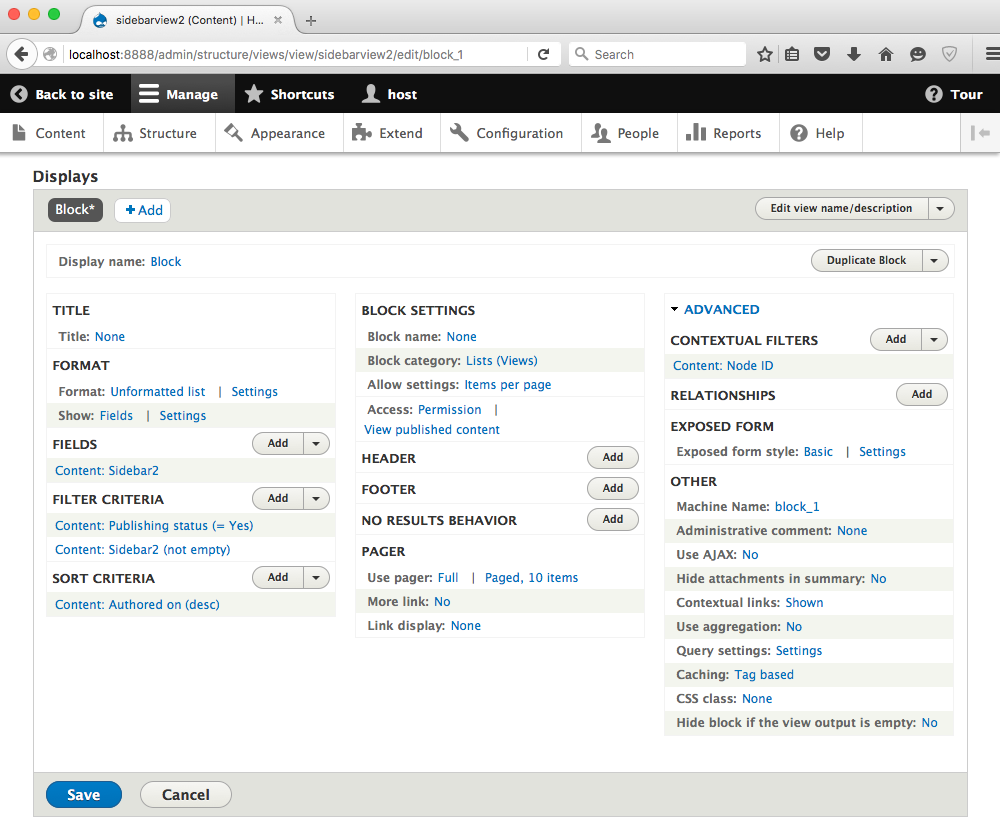 sidebarview2 (Content) | H...
localhost:8888/admin/structure/views/view/sidebarview2/edit/block_1
Search
Back to site
Manage
Shortcuts
host
Tour
Content
Structure
Appearance
Extend
Configuration
People
Reports
Help
Displays
Block*
+ Add
Edit view name/description
Display name: Block
Duplicate Block
TITLE
Title: None
FORMAT
Format: Unformatted list | Settings
Show: Fields | Settings
FIELDS
Add
Content: Sidebar2
FILTER CRITERIA
Add
Content: Publishing status (= Yes)
Content: Sidebar2 (not empty)
SORT CRITERIA
Add
Content: Authored on (desc)
BLOCK SETTINGS
Block name: None
Block category: Lists (Views)
Allow settings: Items per page
Access: Permission |
View published content
HEADER
Add
FOOTER
Add
NO RESULTS BEHAVIOR
Add
PAGER
Use pager: Full | Paged, 10 items
More link: No
Link display: None
ADVANCED
CONTEXTUAL FILTERS
Add
Content: Node ID
RELATIONSHIPS
Add
EXPOSED FORM
Exposed form style: Basic | Settings
OTHER
Machine Name: block_1
Administrative comment: None
Use AJAX: No
Hide attachments in summary: No
Contextual links: Shown
Use aggregation: No
Query settings: Settings
Caching: Tag based
CSS class: None
Hide block if the view output is empty: No
Save
Cancel